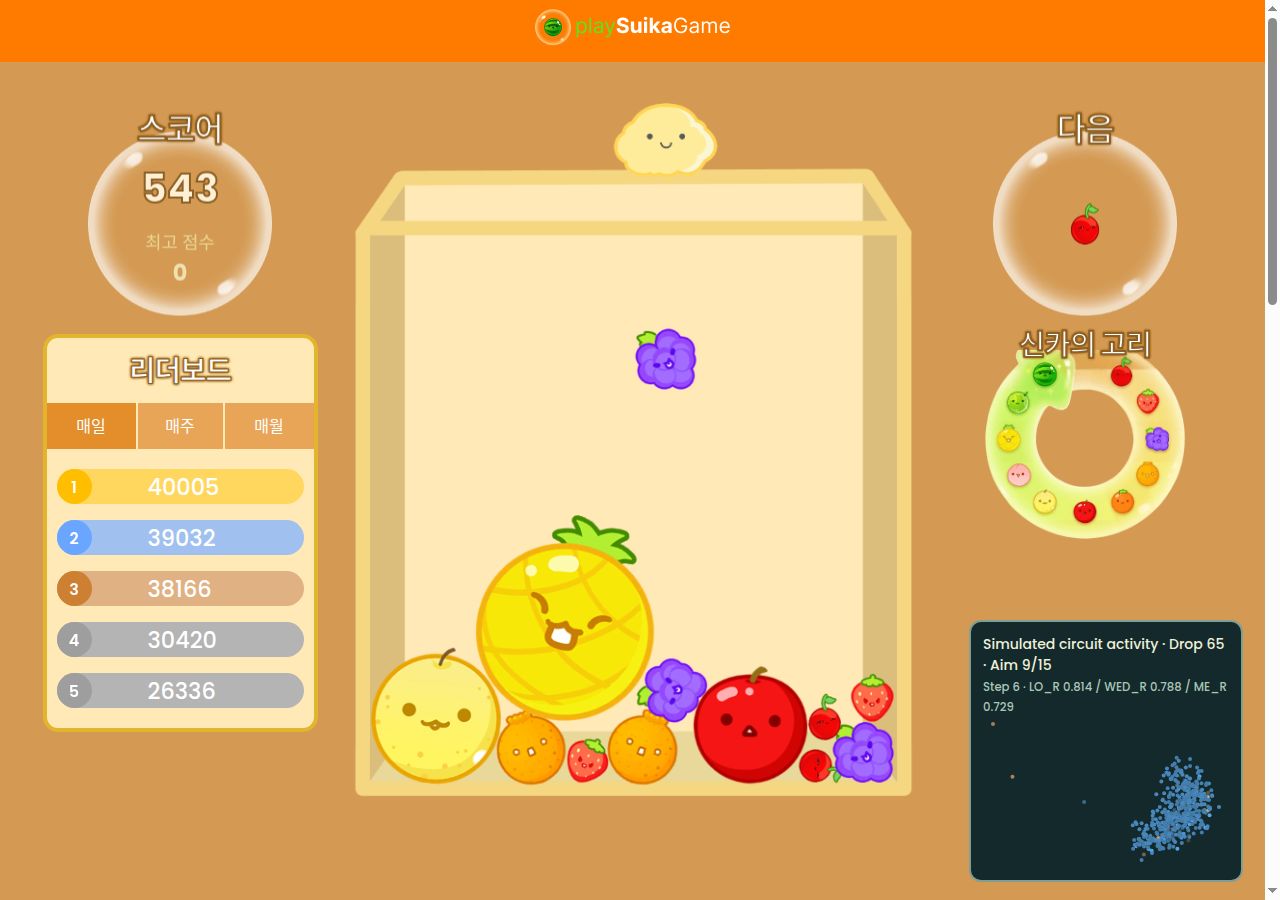 playSuikaGame
스코어
543
최고 점수
0
다음
신카의 고리
리더보드
매일 매주 매월
1 40005
2 39032
3 38166
4 30420
5 26336
Simulated circuit activity · Drop 65
· Aim 9/15
Step 6 · LO_R 0.814 / WED_R 0.788 / ME_R
0.729